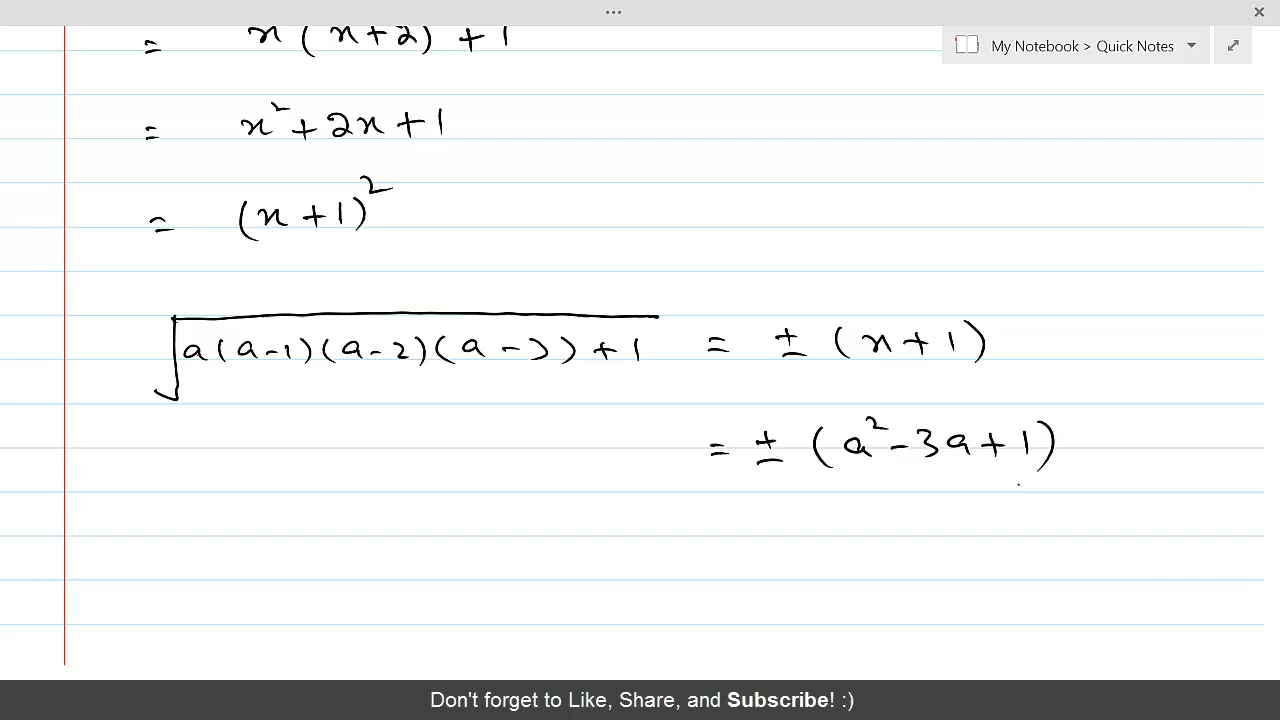 ...
My Notebook > Quick Notes
= x(x+2)+1
= x²+2x+1
= (x+1)²
√(a(a-1)(a-2)(a-3)+1) = ±(x+1)
= ±(a²-3a+1)
Don't forget to Like, Share, and Subscribe! :)